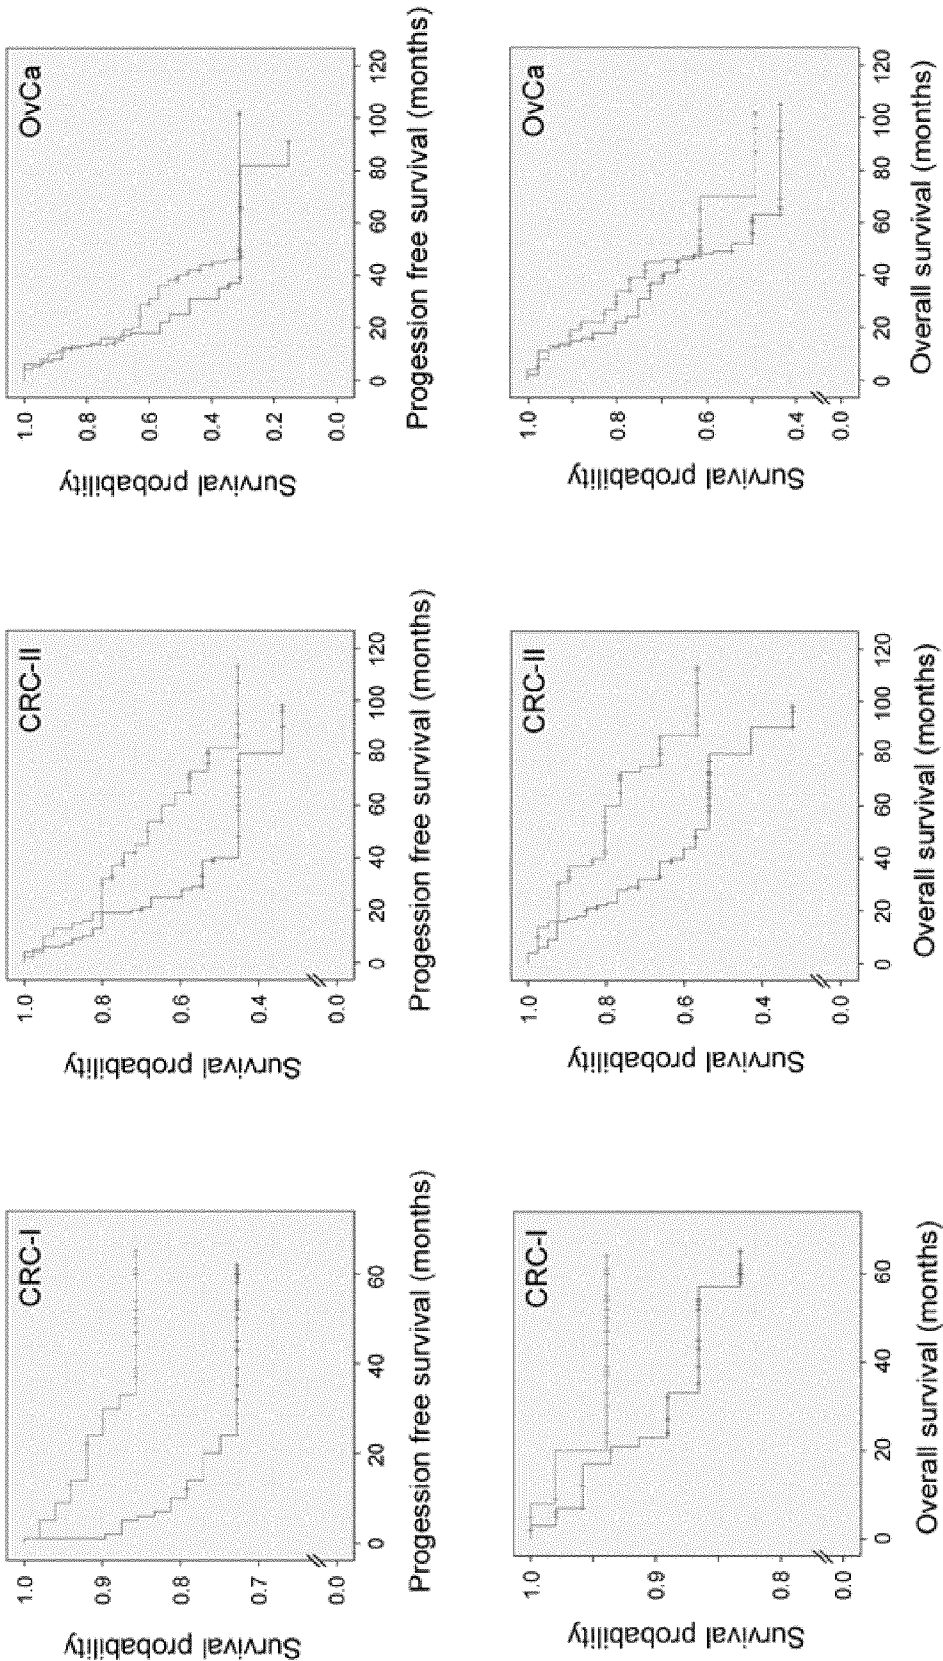 CRC-I
Survival probability
1.0
0.9
0.8
0.7
0.0
0 20 40 60
Progession free survival (months)
CRC-II
Survival probability
1.0
0.8
0.6
0.4
0.0
0 20 40 60 80 100 120
Progession free survival (months)
OvCa
Survival probability
1.0
0.8
0.6
0.4
0.2
0.0
0 20 40 60 80 100 120
Progession free survival (months)
CRC-I
Survival probability
1.0
0.9
0.8
0.0
0 20 40 60
Overall survival (months)
CRC-II
Survival probability
1.0
0.8
0.6
0.4
0.0
0 20 40 60 80 100 120
Overall survival (months)
OvCa
Survival probability
1.0
0.8
0.6
0.4
0.0
0 20 40 60 80 100 120
Overall survival (months)